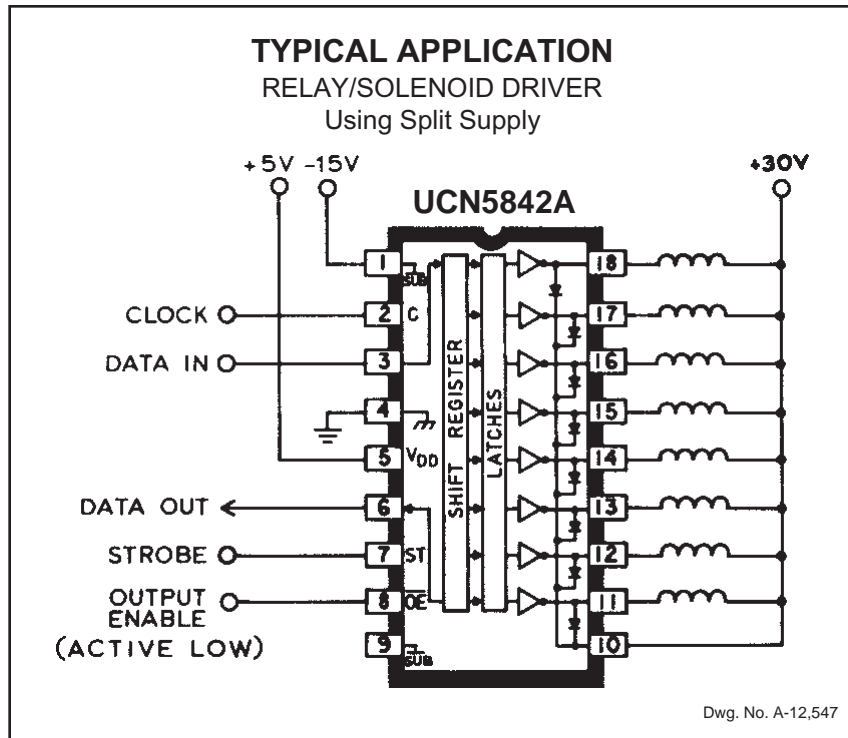 TYPICAL APPLICATION
RELAY/SOLENOID DRIVER
Using Split Supply
+5V -15V +30V
UCN5842A
1 SUB 18
CLOCK 2 C 17
DATA IN 3 16
4 15
5 VDD 14
DATA OUT 6 13
STROBE 7 ST 12
OUTPUT ENABLE 8 OE 11
(ACTIVE LOW) 9 SUB 10
SHIFT REGISTER
LATCHES
Dwg. No. A-12,547